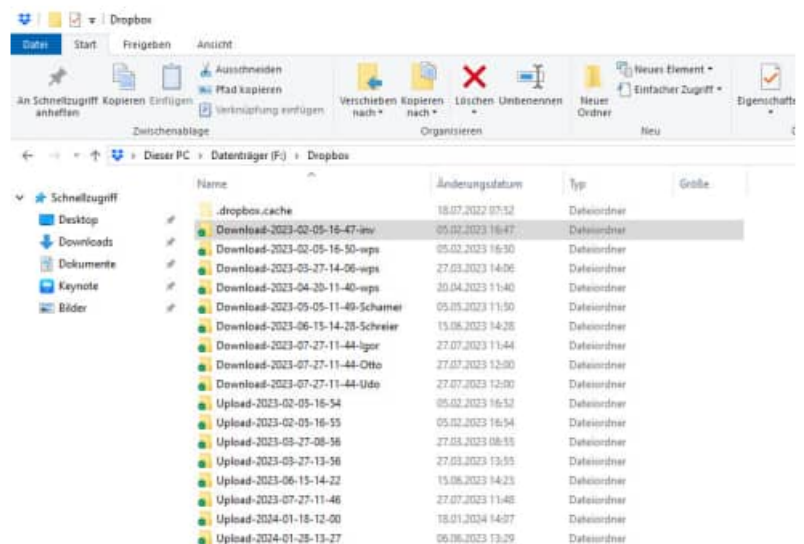 Dropbox
Datei Start Freigeben Ansicht
An Schnellzugriff anheften
Kopieren
Einfügen
Ausschneiden
Pfad kopieren
Verknüpfung einfügen
Verschieben nach
Kopieren nach
Löschen
Umbenennen
Neuer Ordner
Neues Element
Einfacher Zugriff
Eigenschafte
Zwischenablage Organisieren Neu
Dieser PC › Datenträger (F:) › Dropbox
Name Änderungsdatum Typ Größe
Schnellzugriff
Desktop
Downloads
Dokumente
Keynote
Bilder
.dropbox.cache 18.07.2022 07:52 Dateiordner
Download-2023-02-05-16-47-inv 05.02.2023 16:47 Dateiordner
Download-2023-02-05-16-50-wps 05.02.2023 16:50 Dateiordner
Download-2023-03-27-14-06-wps 27.03.2023 14:06 Dateiordner
Download-2023-04-20-11-40-wps 20.04.2023 11:40 Dateiordner
Download-2023-05-05-11-49-Schamer 05.05.2023 11:50 Dateiordner
Download-2023-06-15-14-28-Schreier 15.06.2023 14:28 Dateiordner
Download-2023-07-27-11-44-Igor 27.07.2023 11:44 Dateiordner
Download-2023-07-27-11-44-Otto 27.07.2023 12:00 Dateiordner
Download-2023-07-27-11-44-Udo 27.07.2023 12:00 Dateiordner
Upload-2023-02-05-16-54 05.02.2023 16:52 Dateiordner
Upload-2023-02-05-16-55 05.02.2023 16:54 Dateiordner
Upload-2023-03-27-08-56 27.03.2023 08:55 Dateiordner
Upload-2023-03-27-13-56 27.03.2023 13:55 Dateiordner
Upload-2023-06-15-14-22 15.06.2023 14:23 Dateiordner
Upload-2023-07-27-11-46 27.07.2023 11:48 Dateiordner
Upload-2024-01-18-12-00 18.01.2024 14:07 Dateiordner
Upload-2024-01-28-13-27 06.06.2023 13:29 Dateiordner